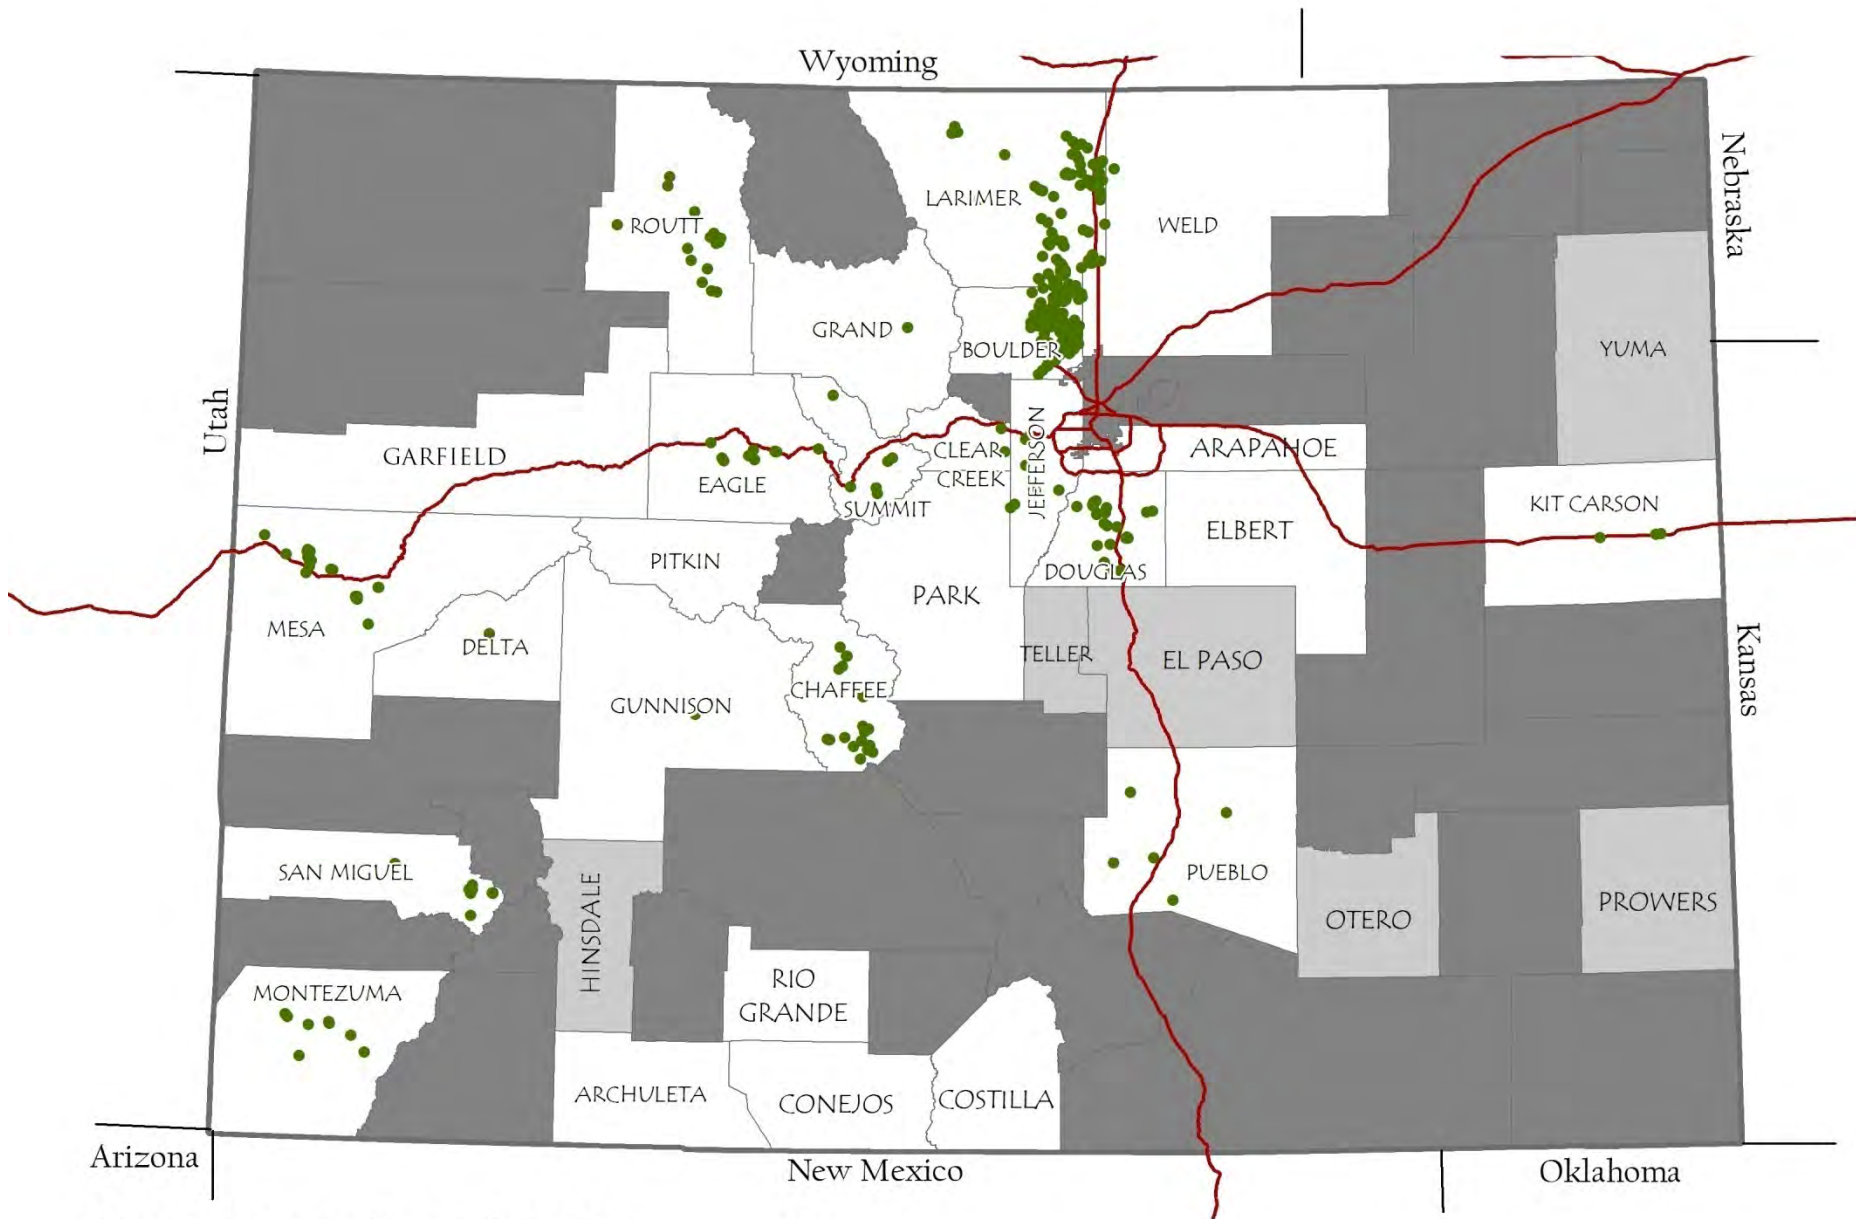 Wyoming
Nebraska
LARIMER
ROUTT
WELD
GRAND
BOULDER
YUMA
Utah
GARFIELD
EAGLE
SUMMIT
CLEAR
CREEK
JEFFERSON
ARAPAHOE
KIT CARSON
ELBERT
PITKIN
DOUGLAS
PARK
MESA
DELTA
TELLER
EL PASO
Kansas
GUNNISON
CHAFFEE
SAN MIGUEL
HINSDALE
PUEBLO
OTERO
PROWERS
MONTEZUMA
RIO
GRANDE
ARCHULETA
CONEJOS
COSTILLA
Arizona
New Mexico
Oklahoma